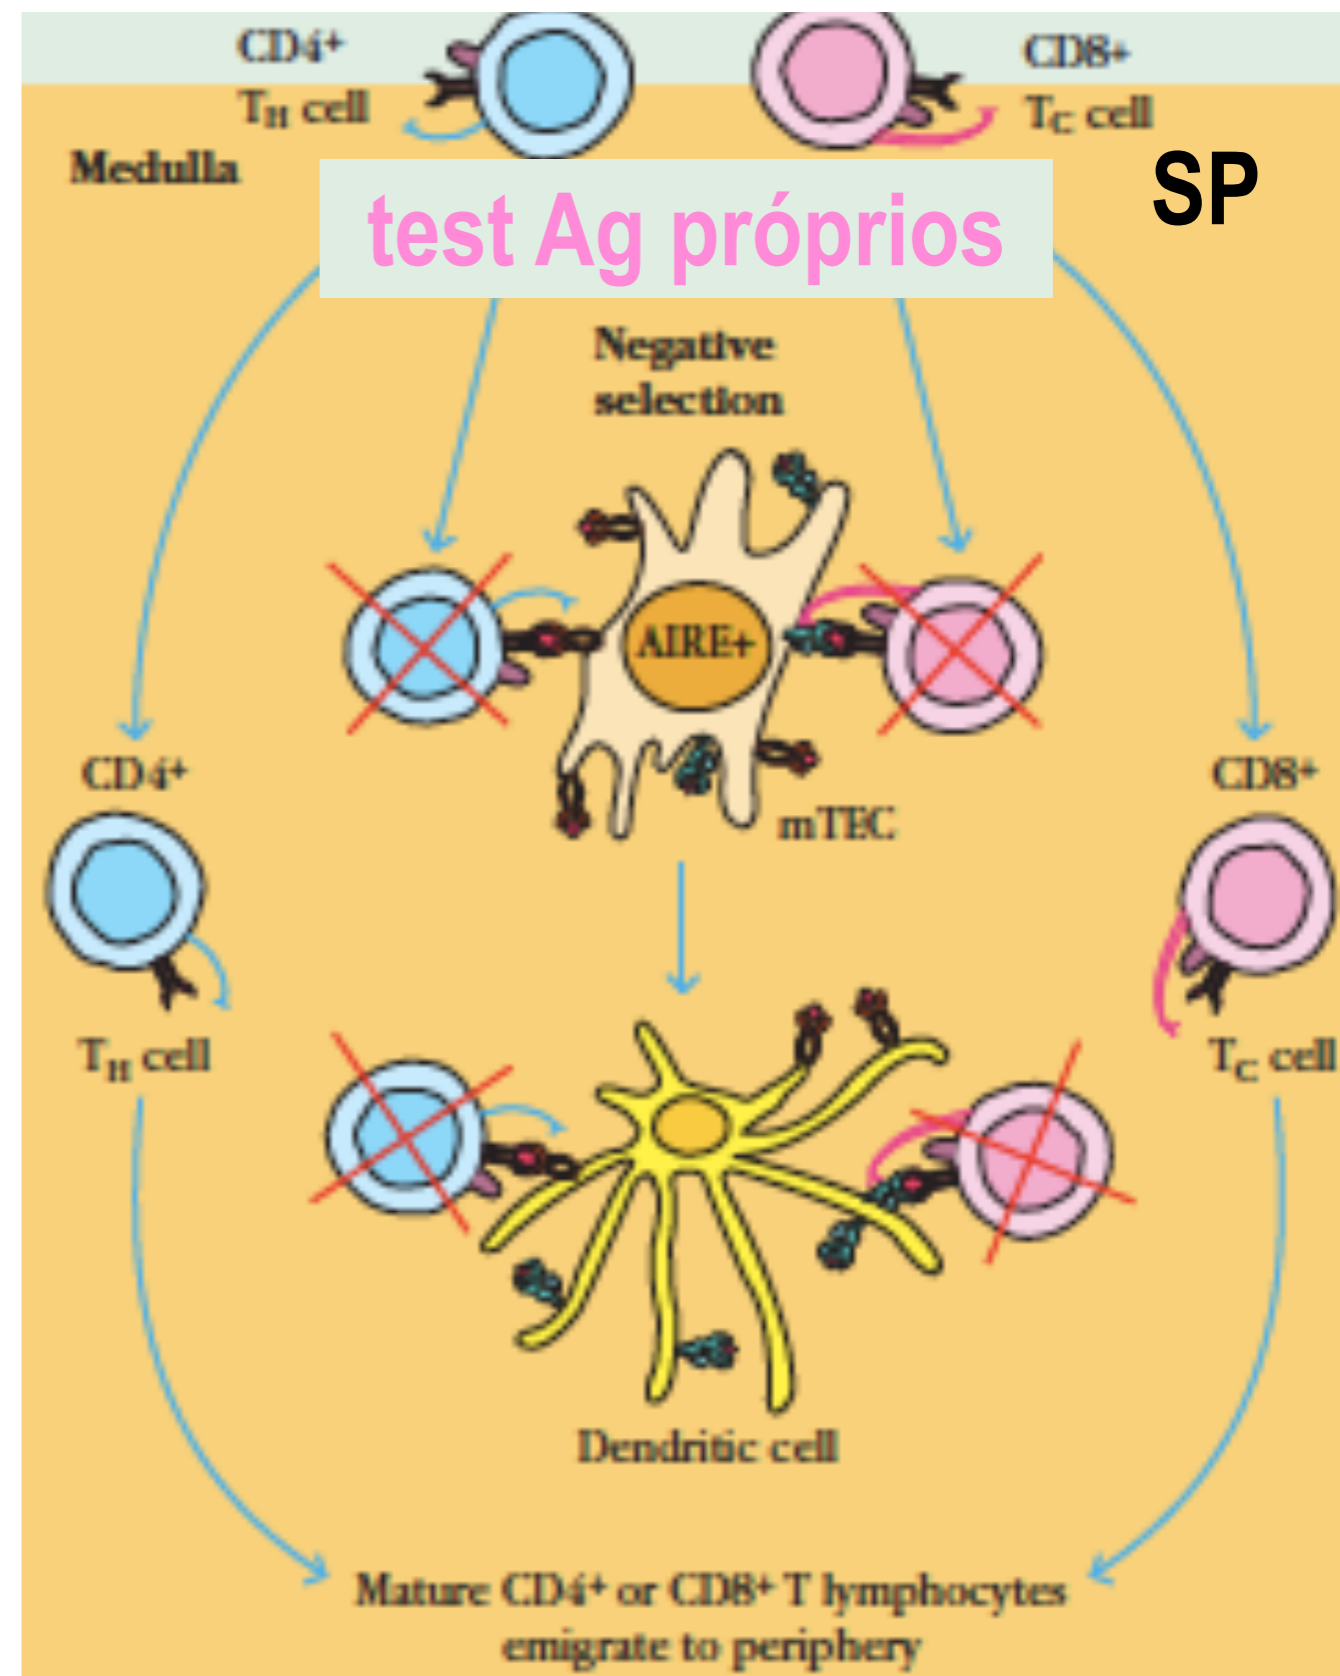 CD4+
TH cell
CD8+
TC cell
Medulla
SP
test Ag próprios
Negative
selection
AIRE+
mTEC
CD4+
TH cell
CD8+
TC cell
Dendritic cell
Mature CD4+ or CD8+ T lymphocytes
emigrate to periphery